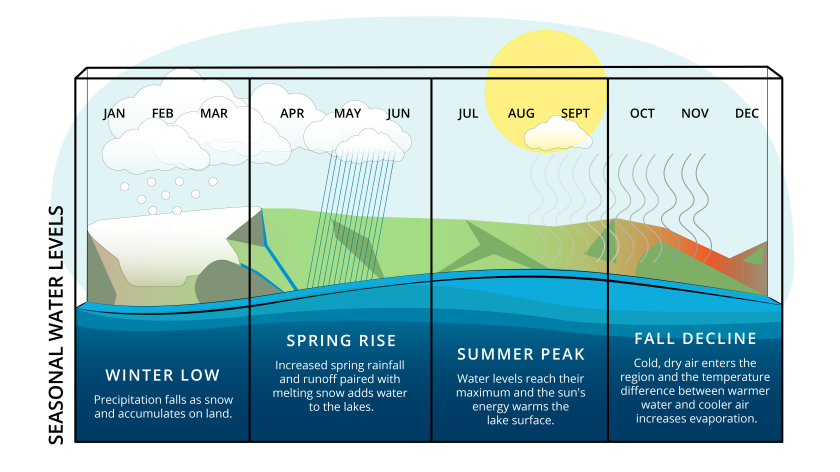 JAN FEB MAR APR MAY JUN JUL AUG SEPT OCT NOV DEC
SEASONAL WATER LEVELS
WINTER LOW
Precipitation falls as snow
and accumulates on land.
SPRING RISE
Increased spring rainfall
and runoff paired with
melting snow adds water
to the lakes.
SUMMER PEAK
Water levels reach their
maximum and the sun's
energy warms the
lake surface.
FALL DECLINE
Cold, dry air enters the
region and the temperature
difference between warmer
water and cooler air
increases evaporation.